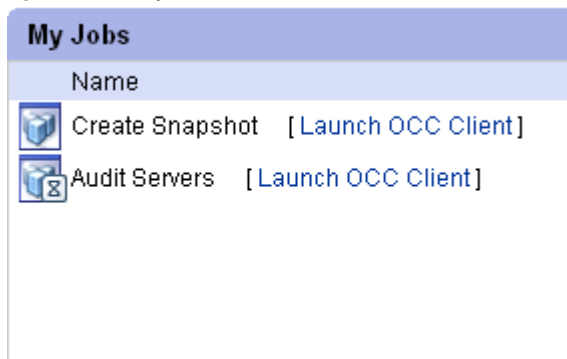 My Jobs
Name
Create Snapshot [Launch OCC Client]
Audit Servers [Launch OCC Client]